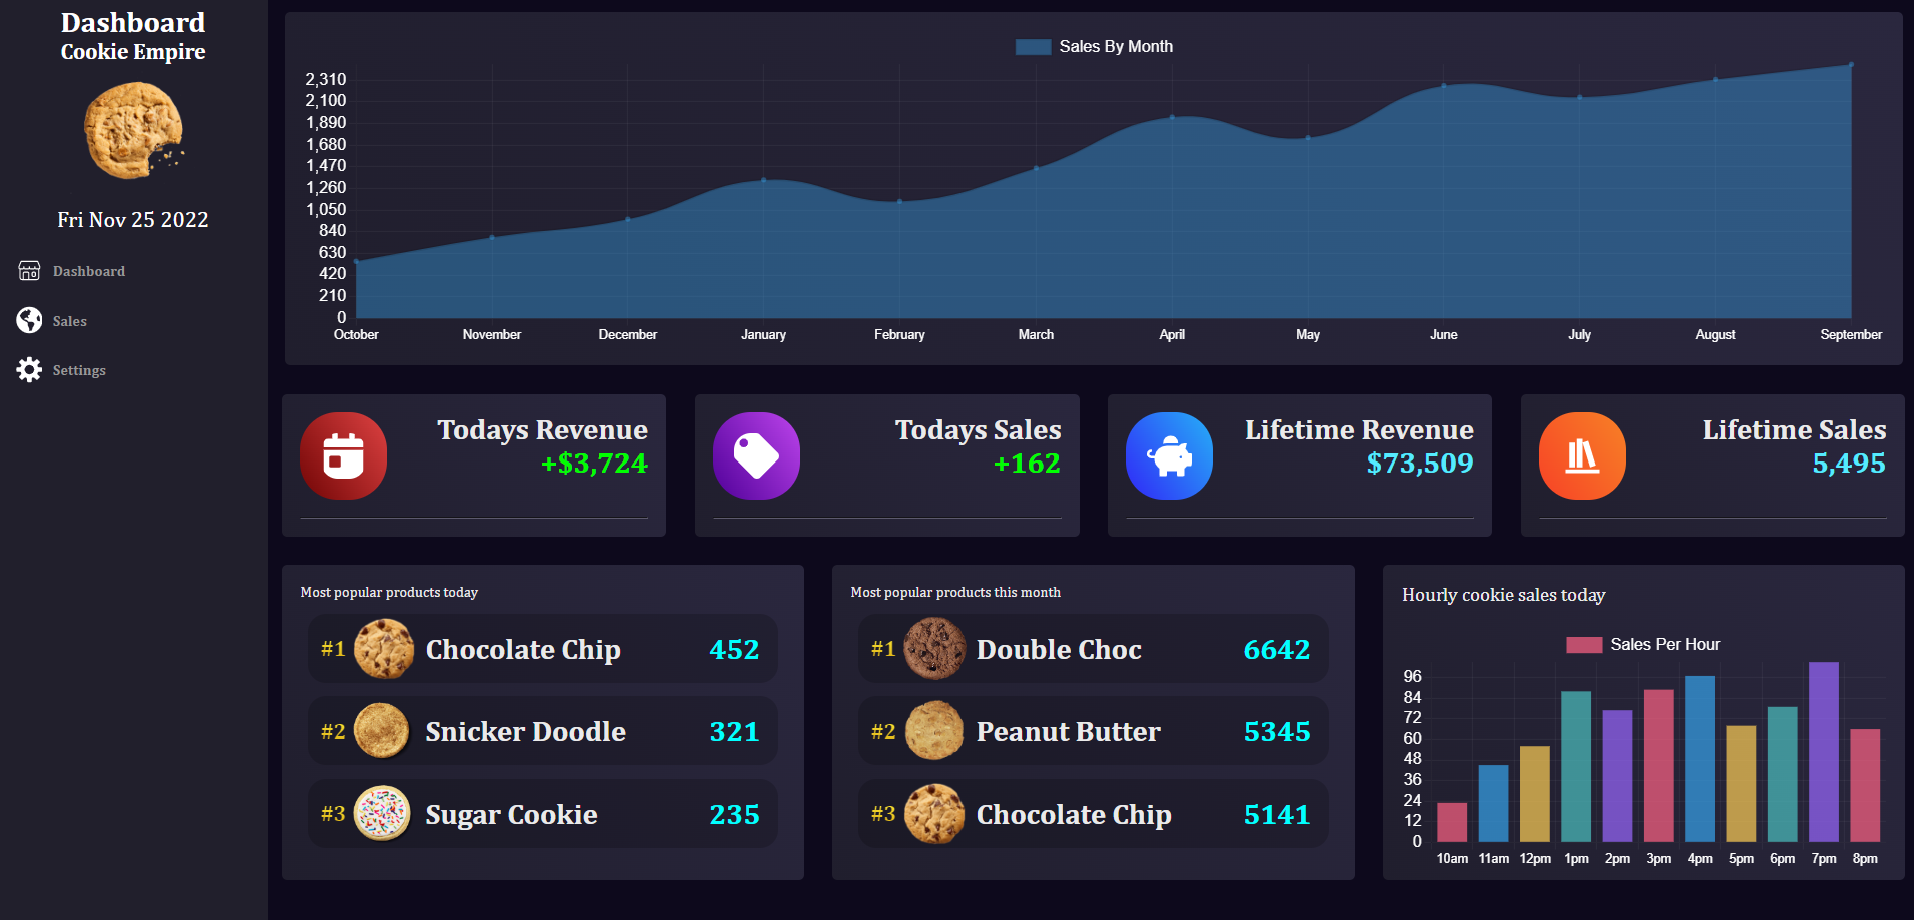 Dashboard
Cookie Empire
Fri Nov 25 2022
Dashboard
Sales
Settings
Sales By Month
2,310
2,100
1,890
1,680
1,470
1,260
1,050
840
630
420
210
0
October November December January February March April May June July August September
Todays Revenue
+$3,724
Todays Sales
+162
Lifetime Revenue
$73,509
Lifetime Sales
5,495
Most popular products today
#1 Chocolate Chip 452
#2 Snicker Doodle 321
#3 Sugar Cookie 235
Most popular products this month
#1 Double Choc 6642
#2 Peanut Butter 5345
#3 Chocolate Chip 5141
Hourly cookie sales today
Sales Per Hour
96
84
72
60
48
36
24
12
0
10am 11am 12pm 1pm 2pm 3pm 4pm 5pm 6pm 7pm 8pm